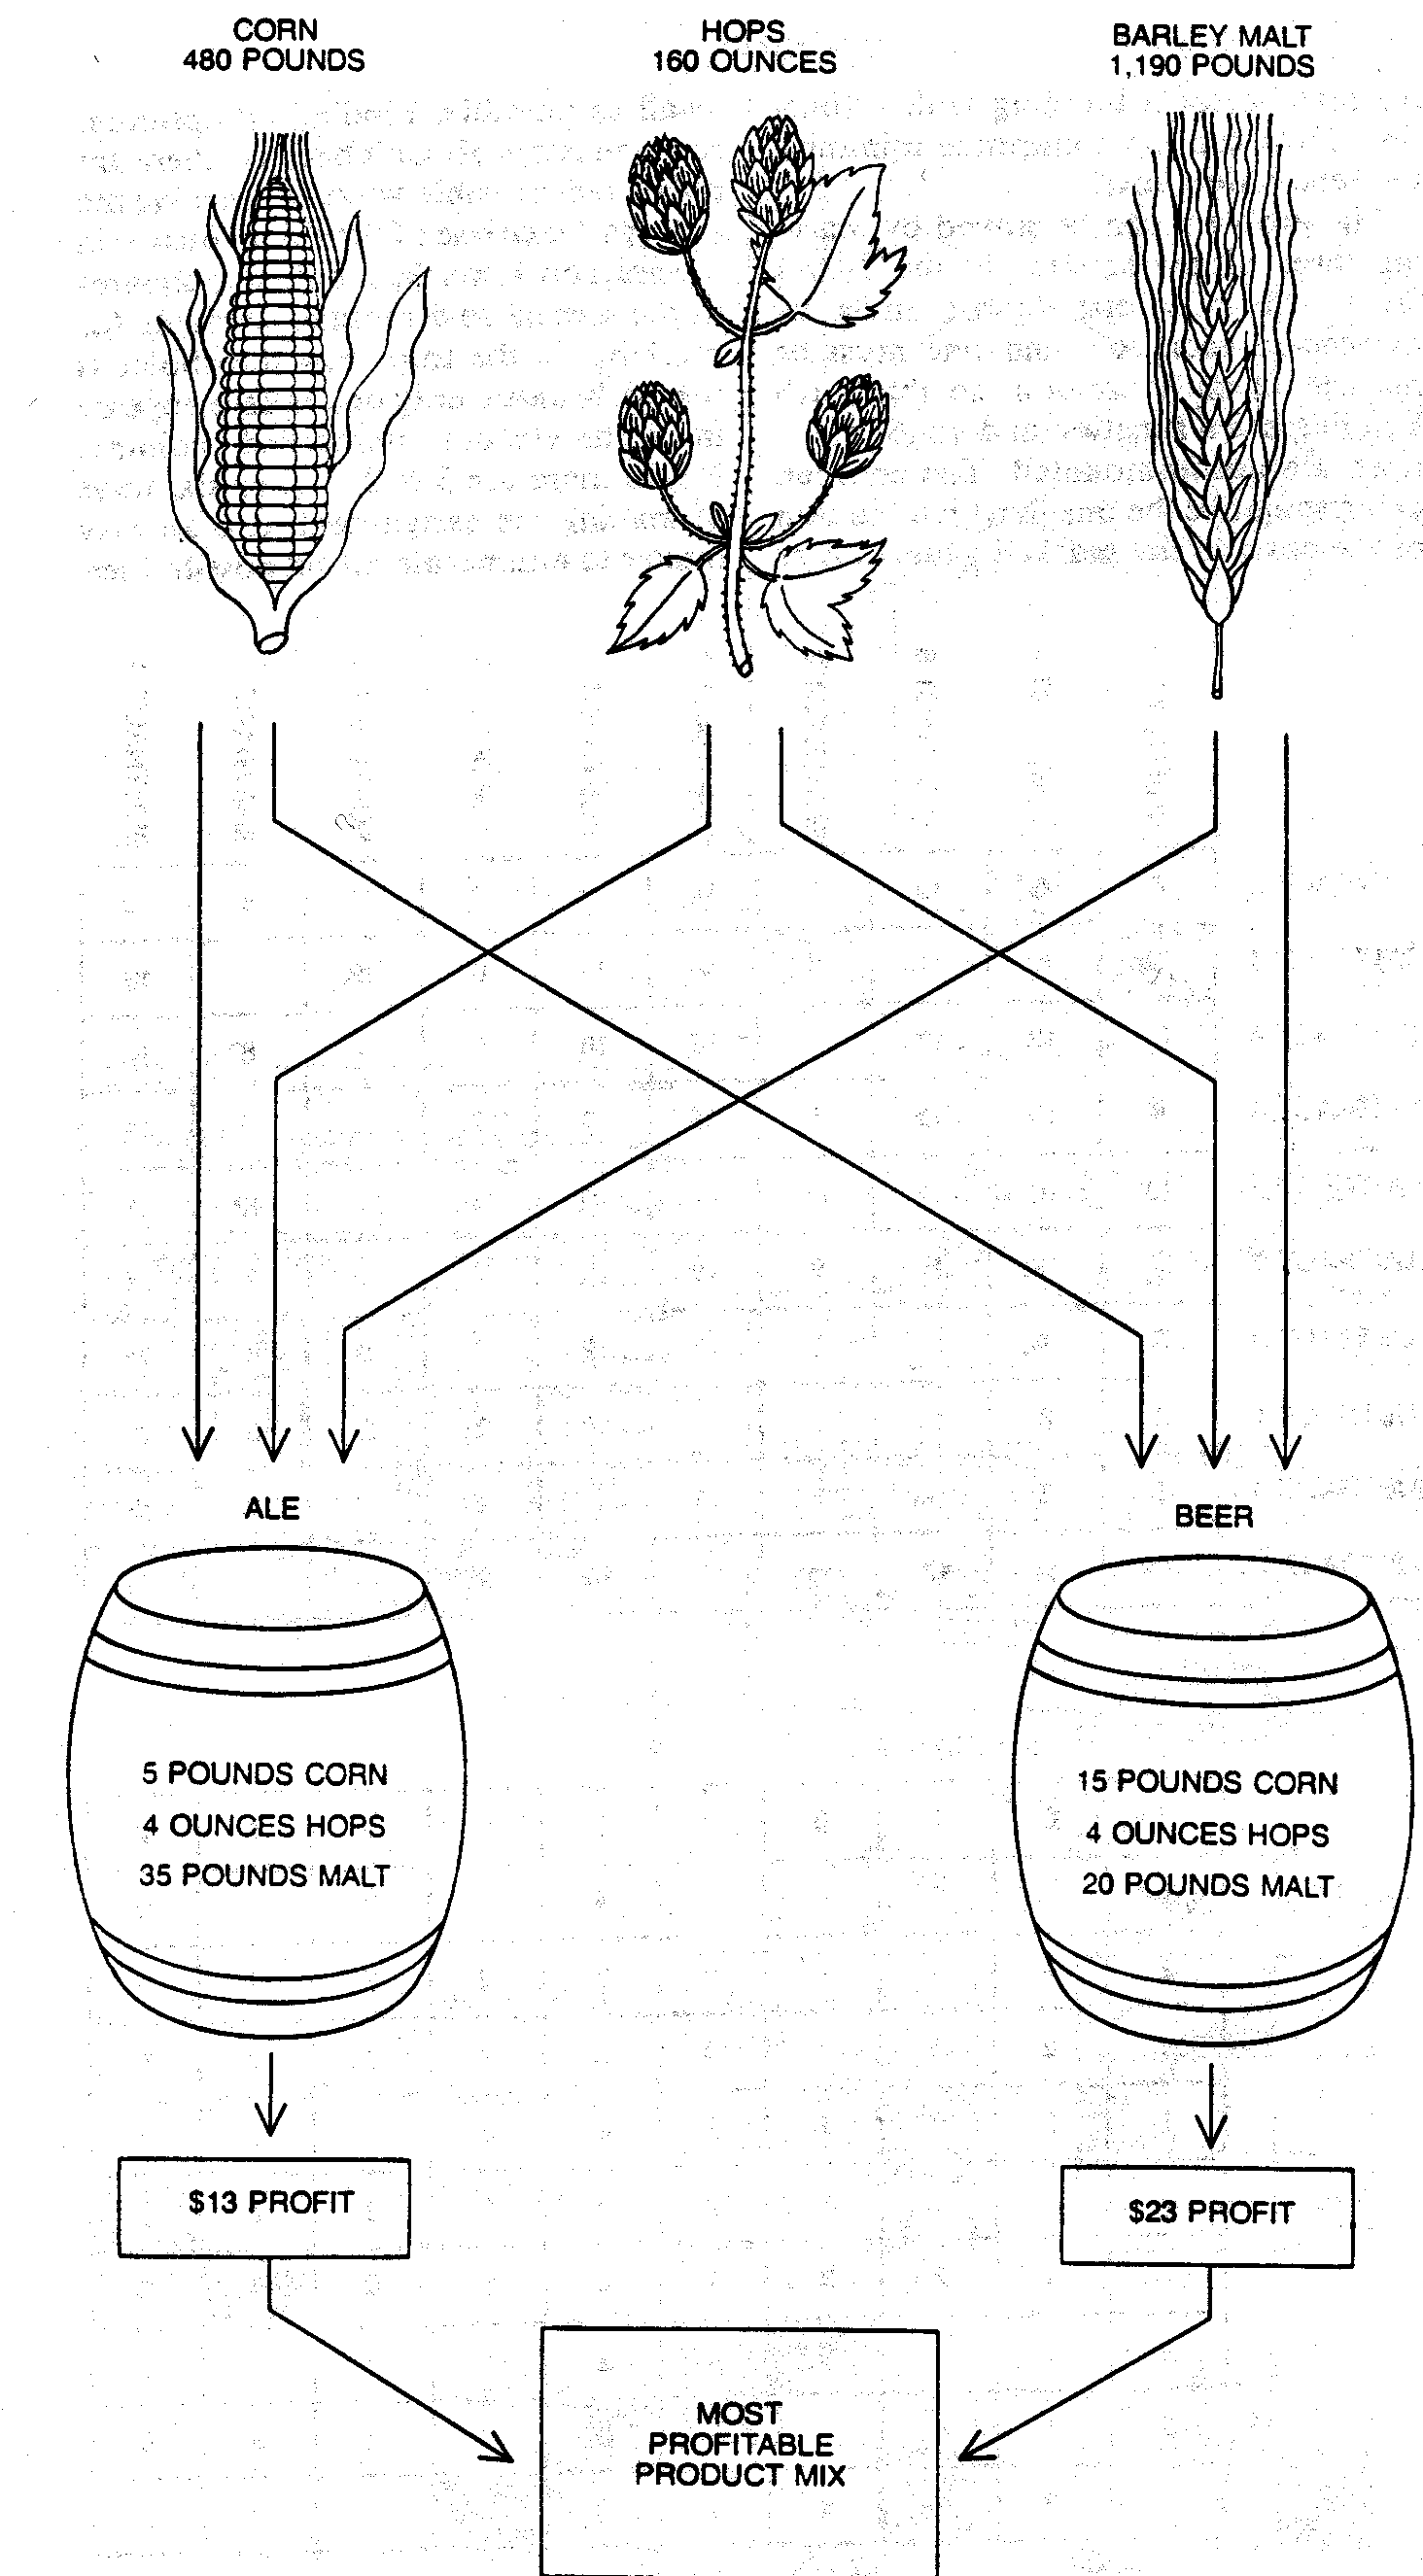 CORN
480 POUNDS
HOPS
160 OUNCES
BARLEY MALT
1,190 POUNDS
ALE
BEER
5 POUNDS CORN
4 OUNCES HOPS
35 POUNDS MALT
15 POUNDS CORN
4 OUNCES HOPS
20 POUNDS MALT
$13 PROFIT
$23 PROFIT
MOST
PROFITABLE
PRODUCT MIX